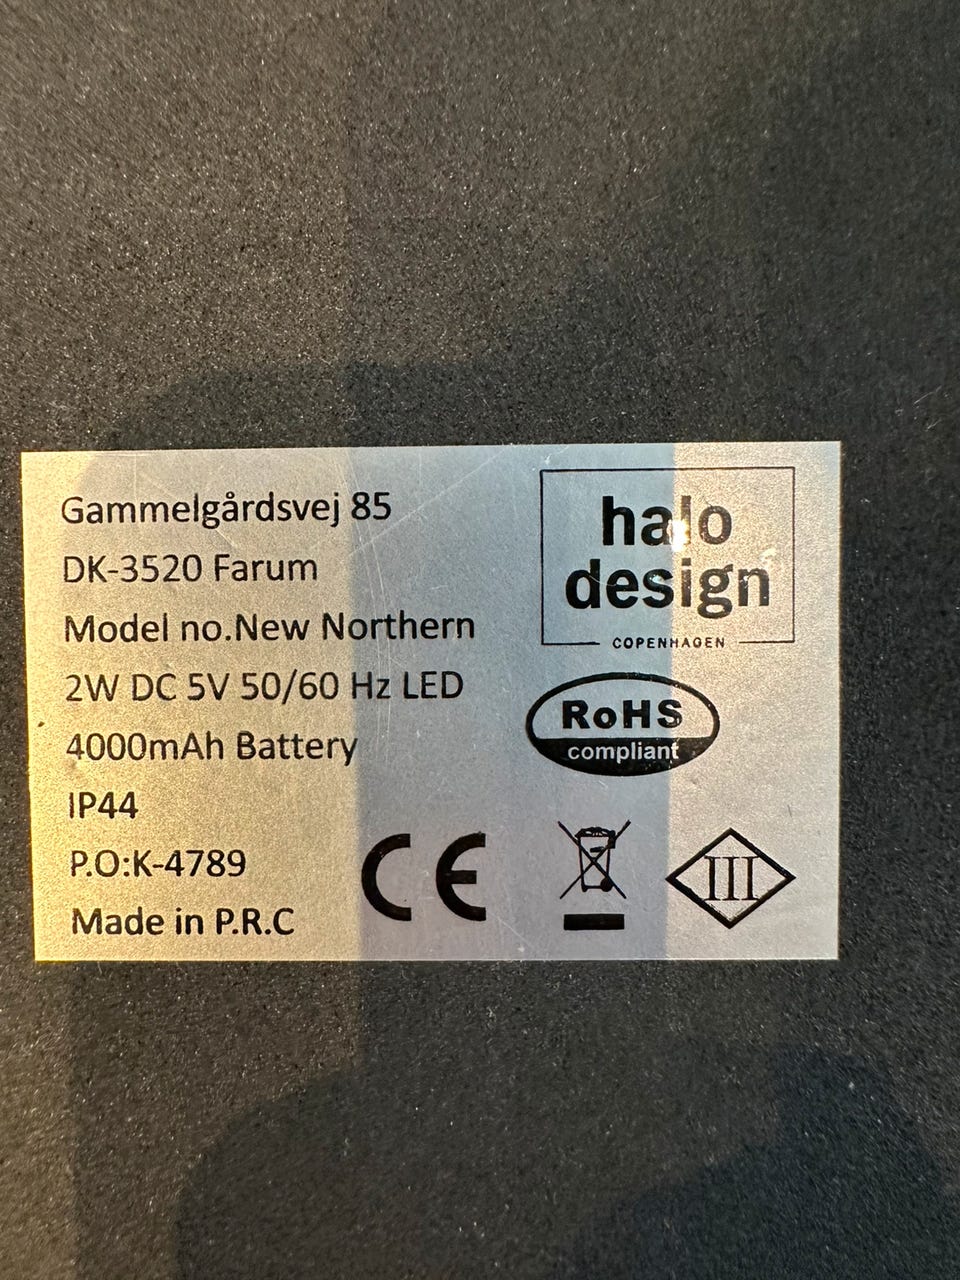 Gammelgårdsvej 85
DK-3520 Farum
Model no.New Northern
2W DC 5V 50/60 Hz LED
4000mAh Battery
IP44
P.O:K-4789
Made in P.R.C
halo
design
COPENHAGEN
RoHS
compliant
CE
III